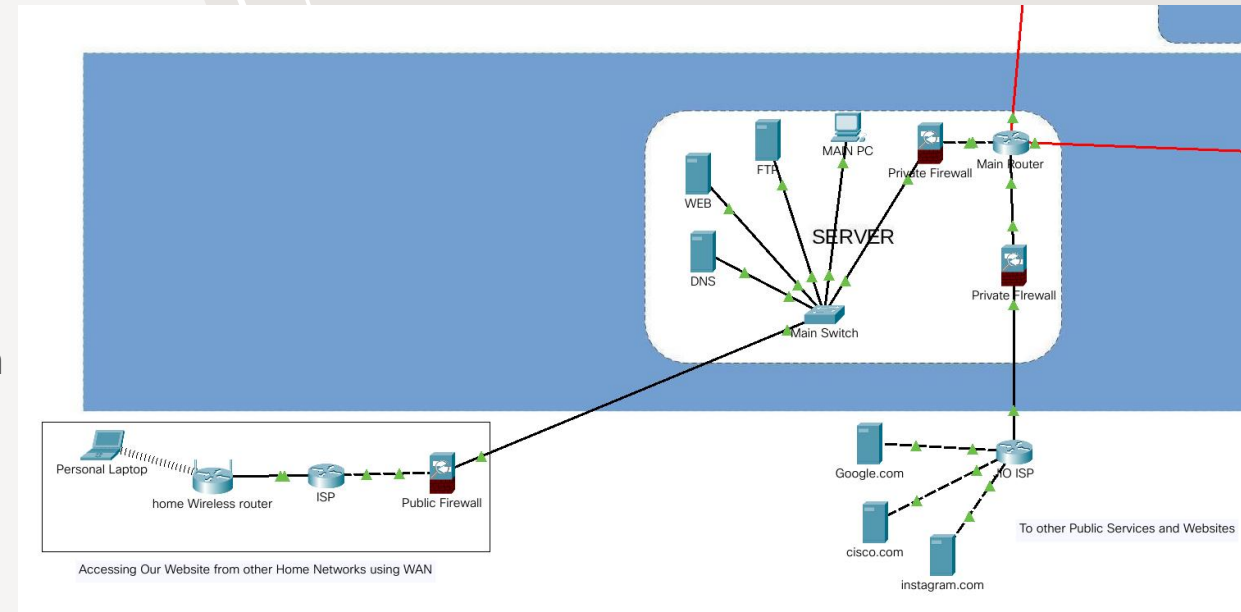 MAIN PC
FTP
Private Firewall
Main Router
WEB
SERVER
DNS
Private FIrewall
Main Switch
Personal Laptop
home Wireless router
ISP
Public Firewall
Google.com
JIO ISP
cisco.com
instagram.com
To other Public Services and Websites
Accessing Our Website from other Home Networks using WAN